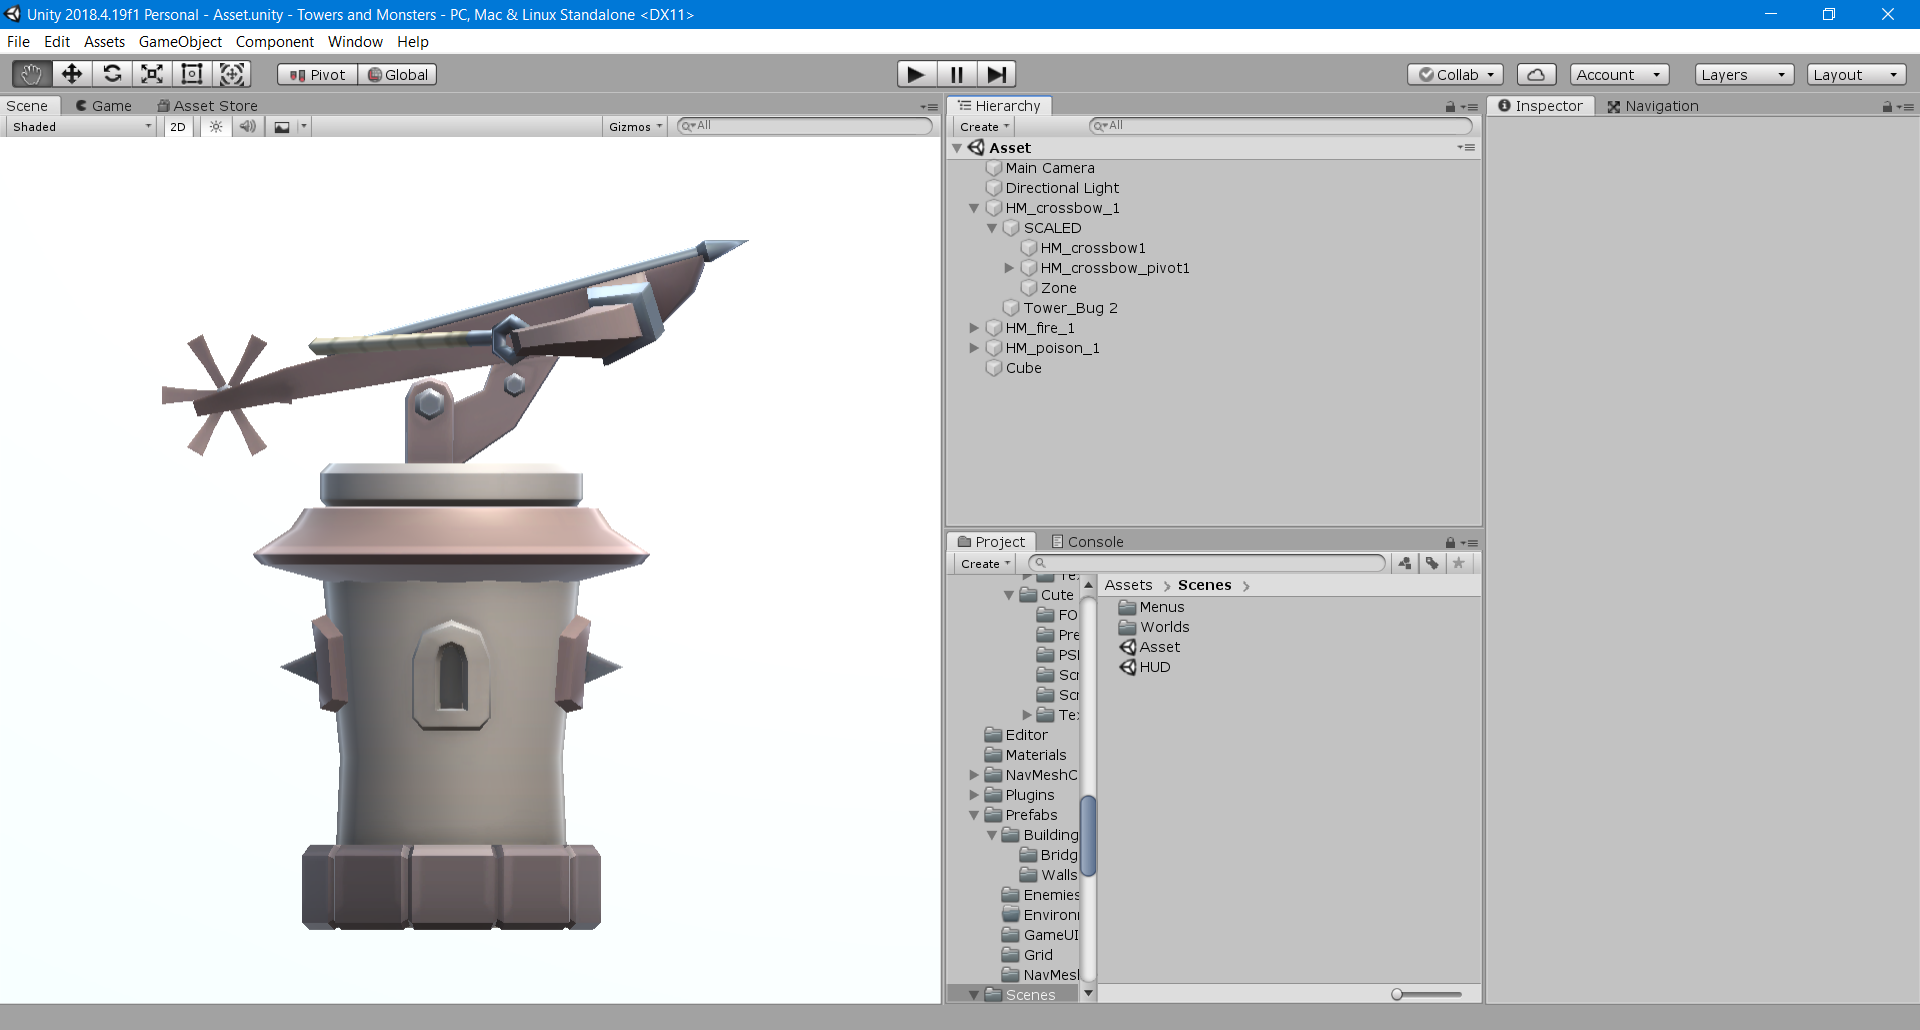 Unity 2018.4.19f1 Personal - Asset.unity - Towers and Monsters - PC, Mac & Linux Standalone <DX11>
File Edit Assets GameObject Component Window Help
Pivot Global Collab Account Layers Layout
Scene Game Asset Store
Shaded 2D Gizmos All
Hierarchy
Create All
Asset
Main Camera
Directional Light
HM_crossbow_1
SCALED
HM_crossbow1
HM_crossbow_pivot1
Zone
Tower_Bug 2
HM_fire_1
HM_poison_1
Cube
Project Console
Create
Cute
FO
Pre
PSI
Scr
Scr
Te
Editor
Materials
NavMeshC
Plugins
Prefabs
Building
Bridg
Walls
Enemies
Environ
GameUI
Grid
NavMesh
Scenes
Assets > Scenes >
Menus
Worlds
Asset
HUD
Inspector Navigation